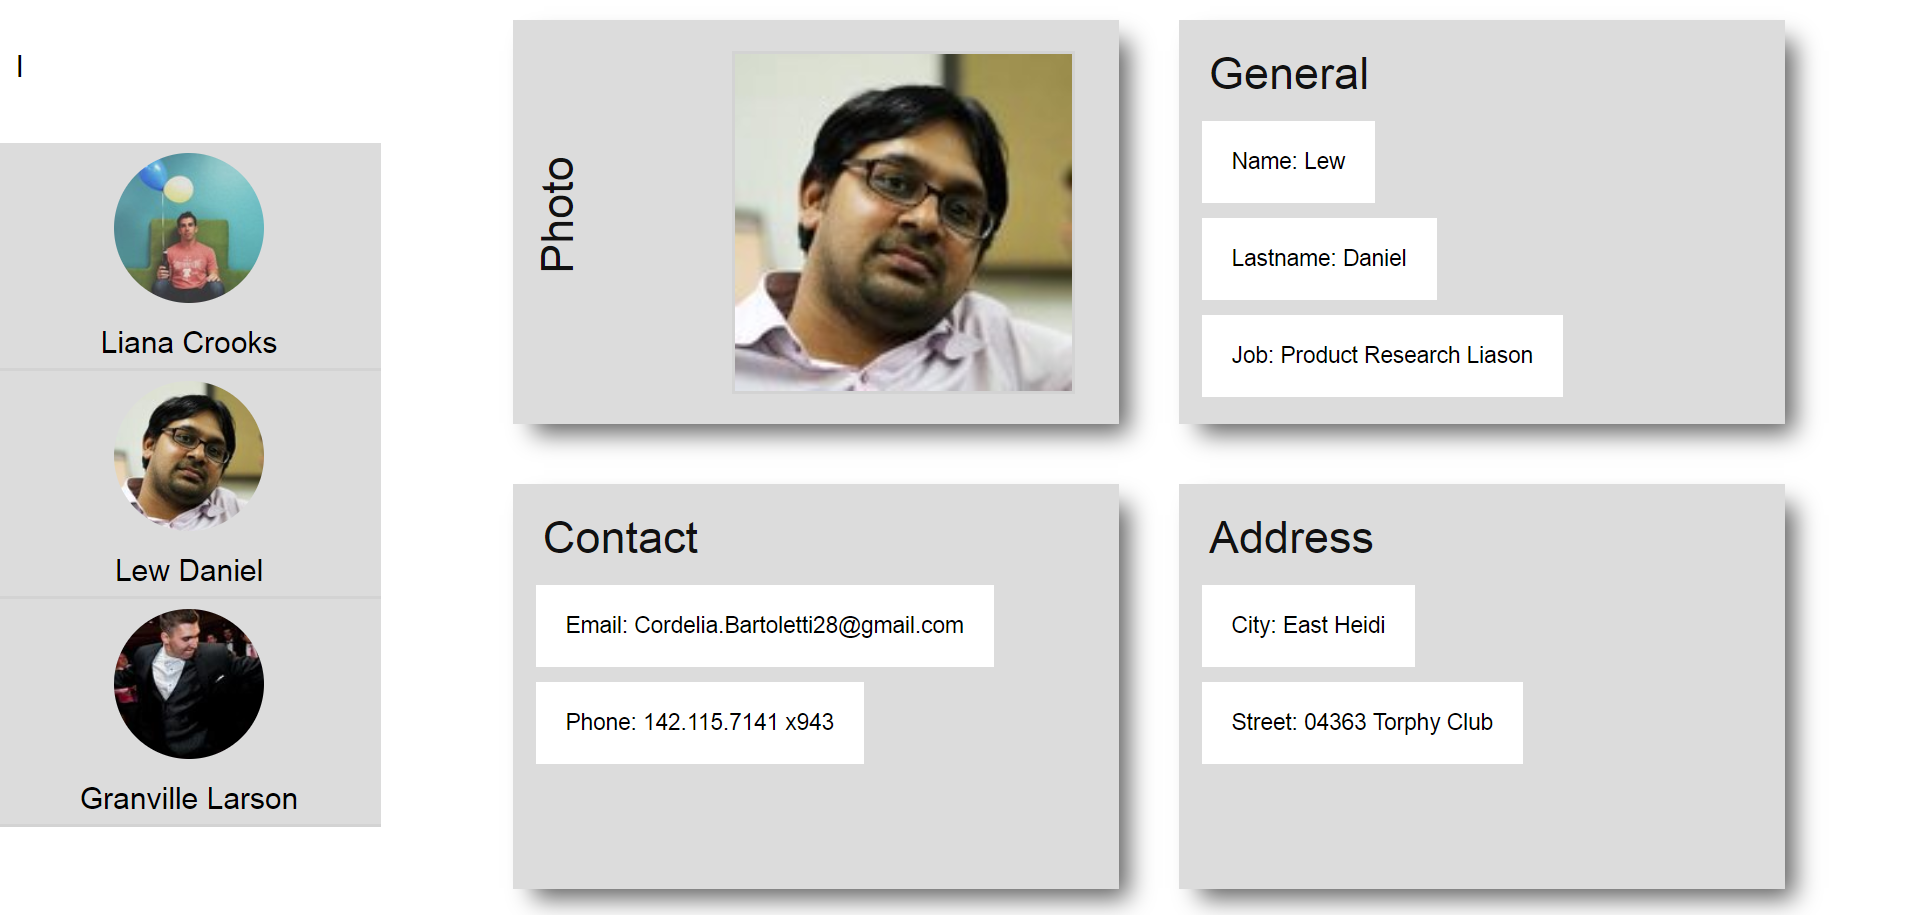 l
Liana Crooks
Lew Daniel
Granville Larson
Photo
General
Name: Lew
Lastname: Daniel
Job: Product Research Liason
Contact
Email: Cordelia.Bartoletti28@gmail.com
Phone: 142.115.7141 x943
Address
City: East Heidi
Street: 04363 Torphy Club